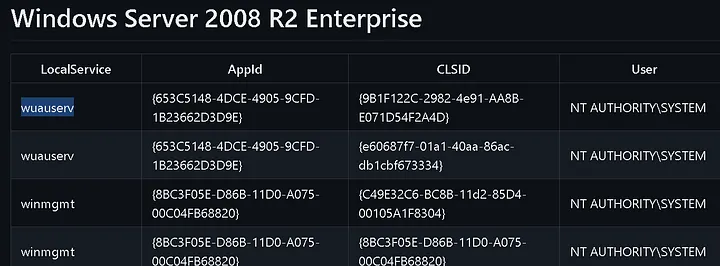 Windows Server 2008 R2 Enterprise
LocalService AppId CLSID User
wuauserv {653C5148-4DCE-4905-9CFD-1B23662D3D9E} {9B1F122C-2982-4e91-AA8B-E071D54F2A4D} NT AUTHORITY\SYSTEM
wuauserv {653C5148-4DCE-4905-9CFD-1B23662D3D9E} {e60687f7-01a1-40aa-86ac-db1cbf673334} NT AUTHORITY\SYSTEM
winmgmt {8BC3F05E-D86B-11D0-A075-00C04FB68820} {C49E32C6-BC8B-11d2-85D4-00105A1F8304} NT AUTHORITY\SYSTEM
winmgmt {8BC3F05E-D86B-11D0-A075-00C04FB68820} {8BC3F05E-D86B-11D0-A075-00C04FB68820} NT AUTHORITY\SYSTEM